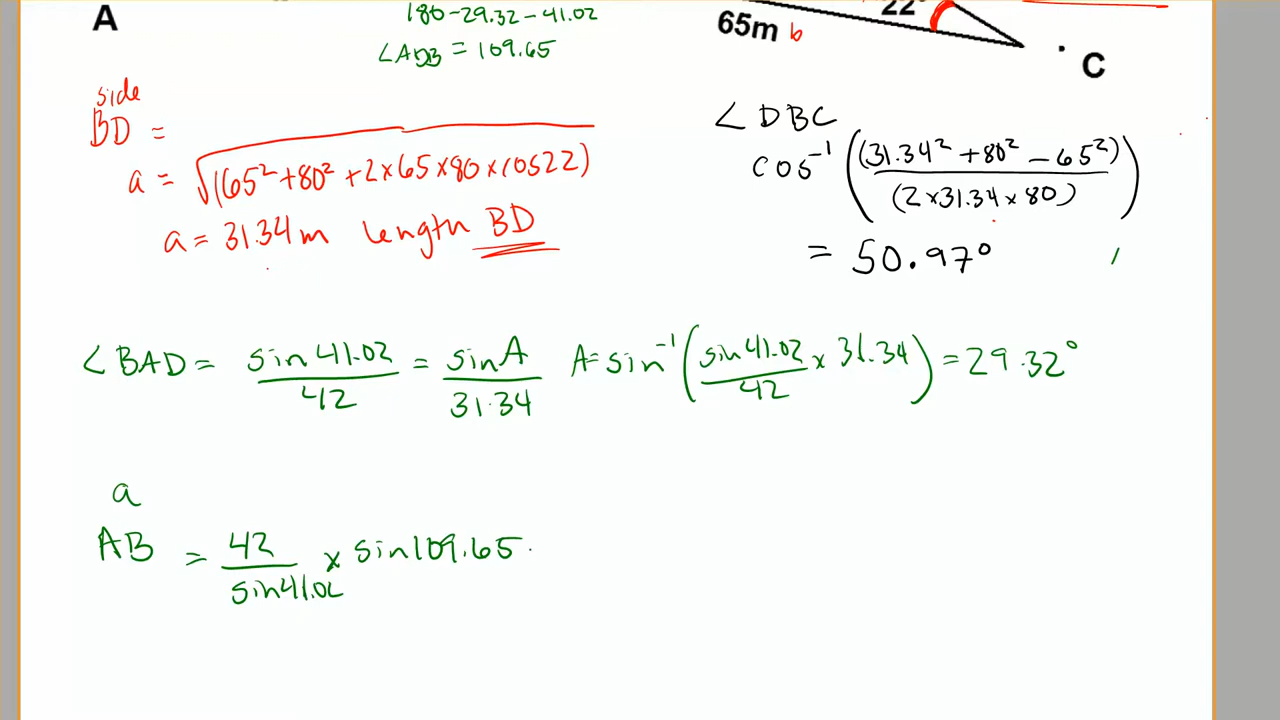 A
180-29.32-41.02
∠ADB = 109.65
22°
65m b
C
side
BD =
a = √(65² +80² +2×65×80×cos22)
a = 31.34m length BD
∠DBC
cos⁻¹ ((31.34² +80² -65²) / (2×31.34×80))
= 50.97°
∠BAD = sin41.02 / 42 = sinA / 31.34 A=sin⁻¹ (sin41.02 / 42 × 31.34) = 29.32°
a
AB = 42 / sin41.02 × sin109.65